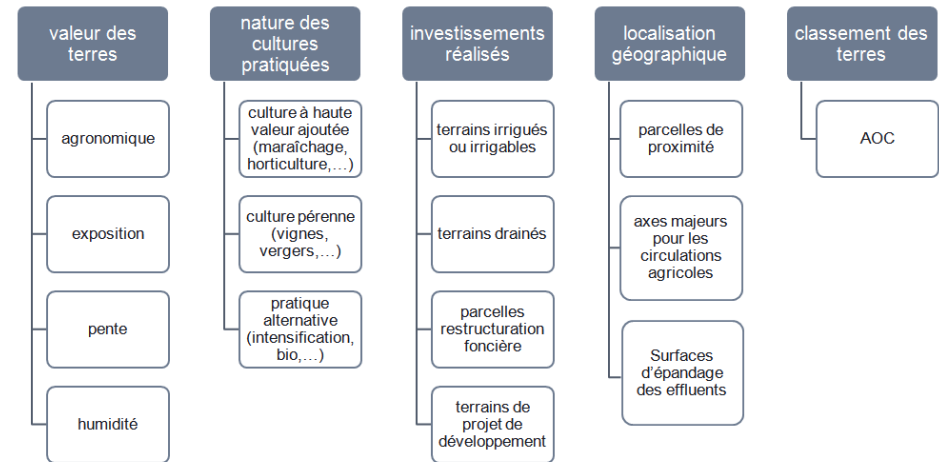 valeur des
terres
agronomique
exposition
pente
humidité
nature des
cultures
pratiquées
culture à haute
valeur ajoutée
(maraîchage,
horticulture,…)
culture pérenne
(vignes,
vergers,…)
pratique
alternative
(intensification,
bio,…)
investissements
réalisés
terrains irrigués
ou irrigables
terrains drainés
parcelles
restructuration
foncière
terrains de
projet de
développement
localisation
géographique
parcelles de
proximité
axes majeurs
pour les
circulations
agricoles
Surfaces
d'épandage
des effluents
classement des
terres
AOC